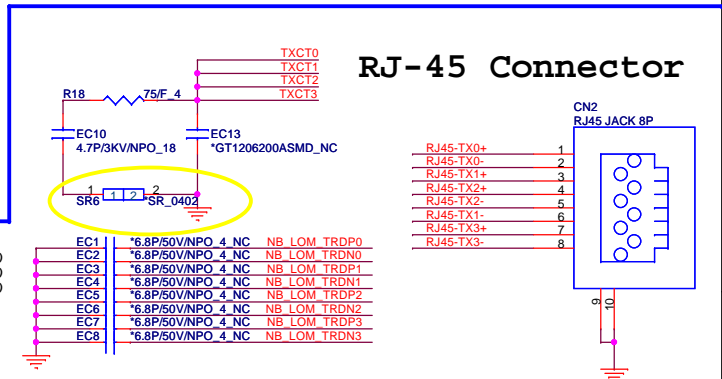 RJ-45 Connector
TXCT0
TXCT1
TXCT2
TXCT3
R18 75/F_4
EC10
4.7P/3KV/NPO_18
EC13
*GT1206200ASMD_NC
1 1 2 2
SR6 *SR_0402
EC1 *6.8P/50V/NPO_4_NC NB_LOM_TRDP0
EC2 *6.8P/50V/NPO_4_NC NB_LOM_TRDN0
EC3 *6.8P/50V/NPO_4_NC NB_LOM_TRDP1
EC4 *6.8P/50V/NPO_4_NC NB_LOM_TRDN1
EC5 *6.8P/50V/NPO_4_NC NB_LOM_TRDP2
EC6 *6.8P/50V/NPO_4_NC NB_LOM_TRDN2
EC7 *6.8P/50V/NPO_4_NC NB_LOM_TRDP3
EC8 *6.8P/50V/NPO_4_NC NB_LOM_TRDN3
CN2
RJ45 JACK 8P
RJ45-TX0+ 1
RJ45-TX0- 2
RJ45-TX1+ 3
RJ45-TX2+ 4
RJ45-TX2- 5
RJ45-TX1- 6
RJ45-TX3+ 7
RJ45-TX3- 8
9
10